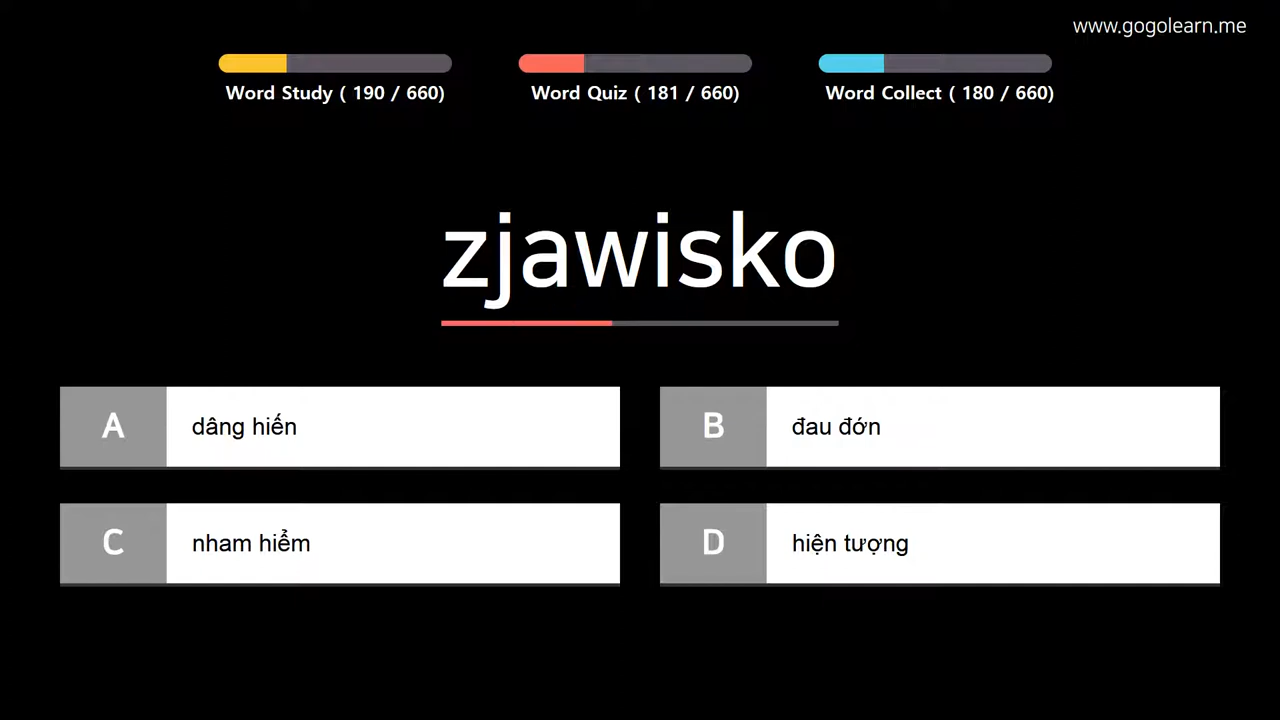 www.gogolearn.me
Word Study ( 190 / 660)
Word Quiz ( 181 / 660)
Word Collect ( 180 / 660)
zjawisko
A dâng hiến
B đau đớn
C nham hiểm
D hiện tượng